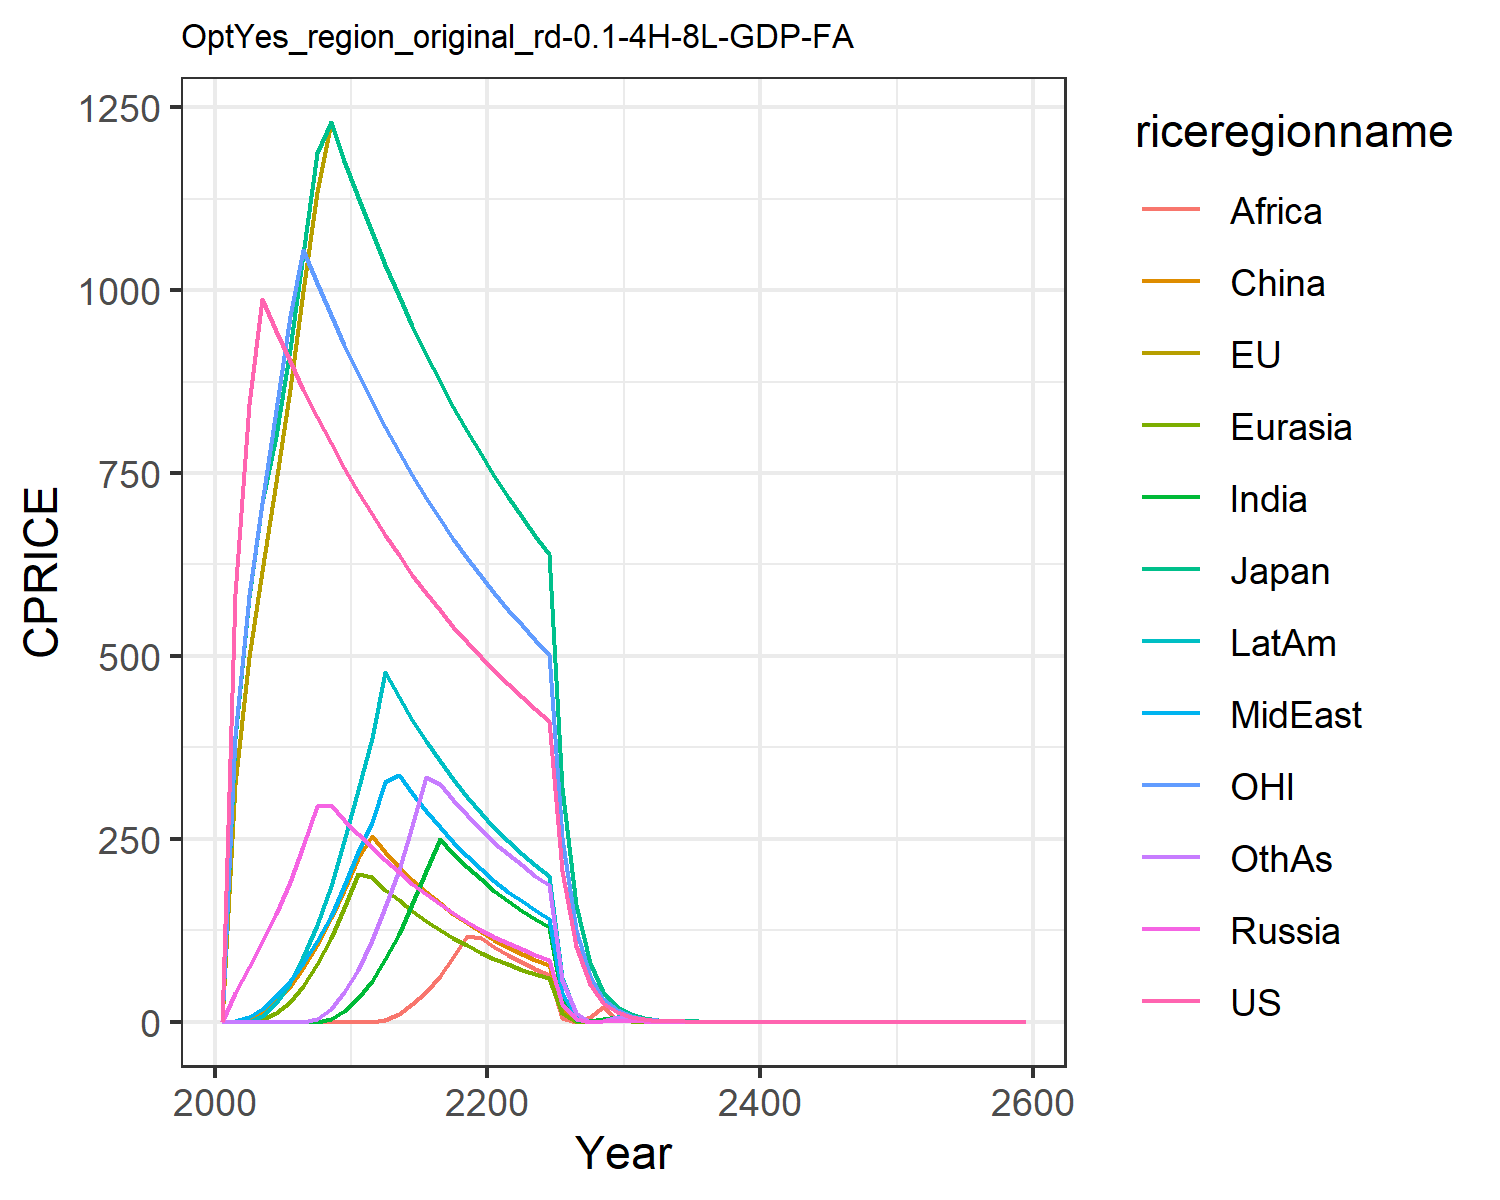 OptYes_region_original_rd-0.1-4H-8L-GDP-FA
1250
1000
750
500
250
0
CPRICE
2000 2200 2400 2600
Year
riceregionname
Africa
China
EU
Eurasia
India
Japan
LatAm
MidEast
OHI
OthAs
Russia
US